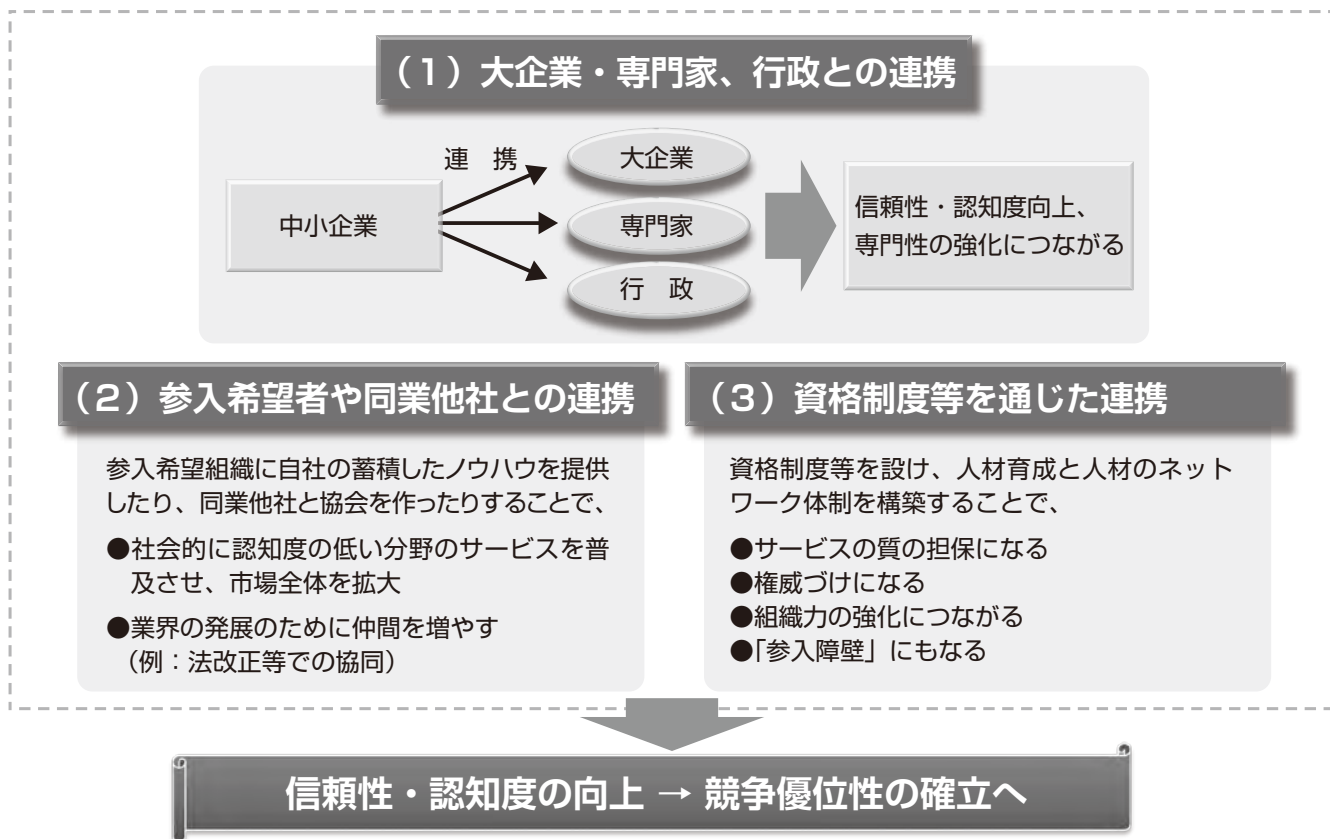 （1）大企業・専門家、行政との連携
連　携
中小企業
大企業
専門家
行　政
信頼性・認知度向上、
専門性の強化につながる
（2）参入希望者や同業他社との連携
参入希望組織に自社の蓄積したノウハウを提供
したり、同業他社と協会を作ったりすることで、
●社会的に認知度の低い分野のサービスを普
及させ、市場全体を拡大
●業界の発展のために仲間を増やす
（例：法改正等での協同）
（3）資格制度等を通じた連携
資格制度等を設け、人材育成と人材のネット
ワーク体制を構築することで、
●サービスの質の担保になる
●権威づけになる
●組織力の強化につながる
●「参入障壁」にもなる
信頼性・認知度の向上 → 競争優位性の確立へ